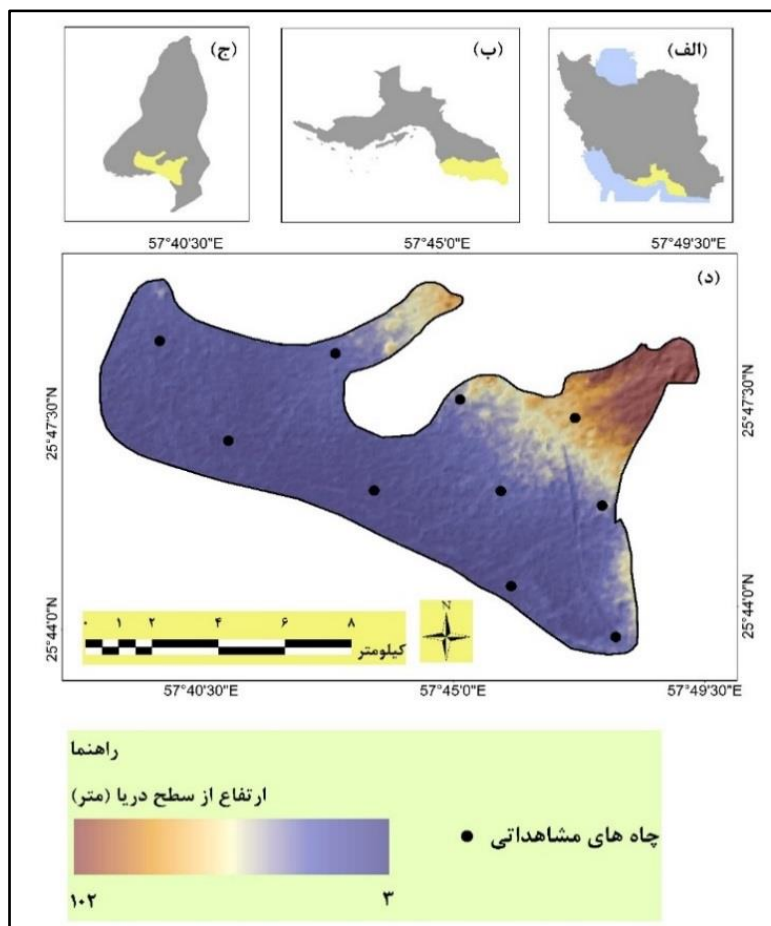 (ج) (ب) (الف)
57°40'30"E 57°45'0"E 57°49'30"E
(د)
25°47'30"N 25°47'30"N
25°44'0"N 25°44'0"N
N
۰ ۱ ۲ ۴ ۶ ۸
کیلومتر
57°40'30"E 57°45'0"E 57°49'30"E
راهنما
ارتفاع از سطح دریا (متر)
چاه های مشاهداتی
۱۰۲ ۳